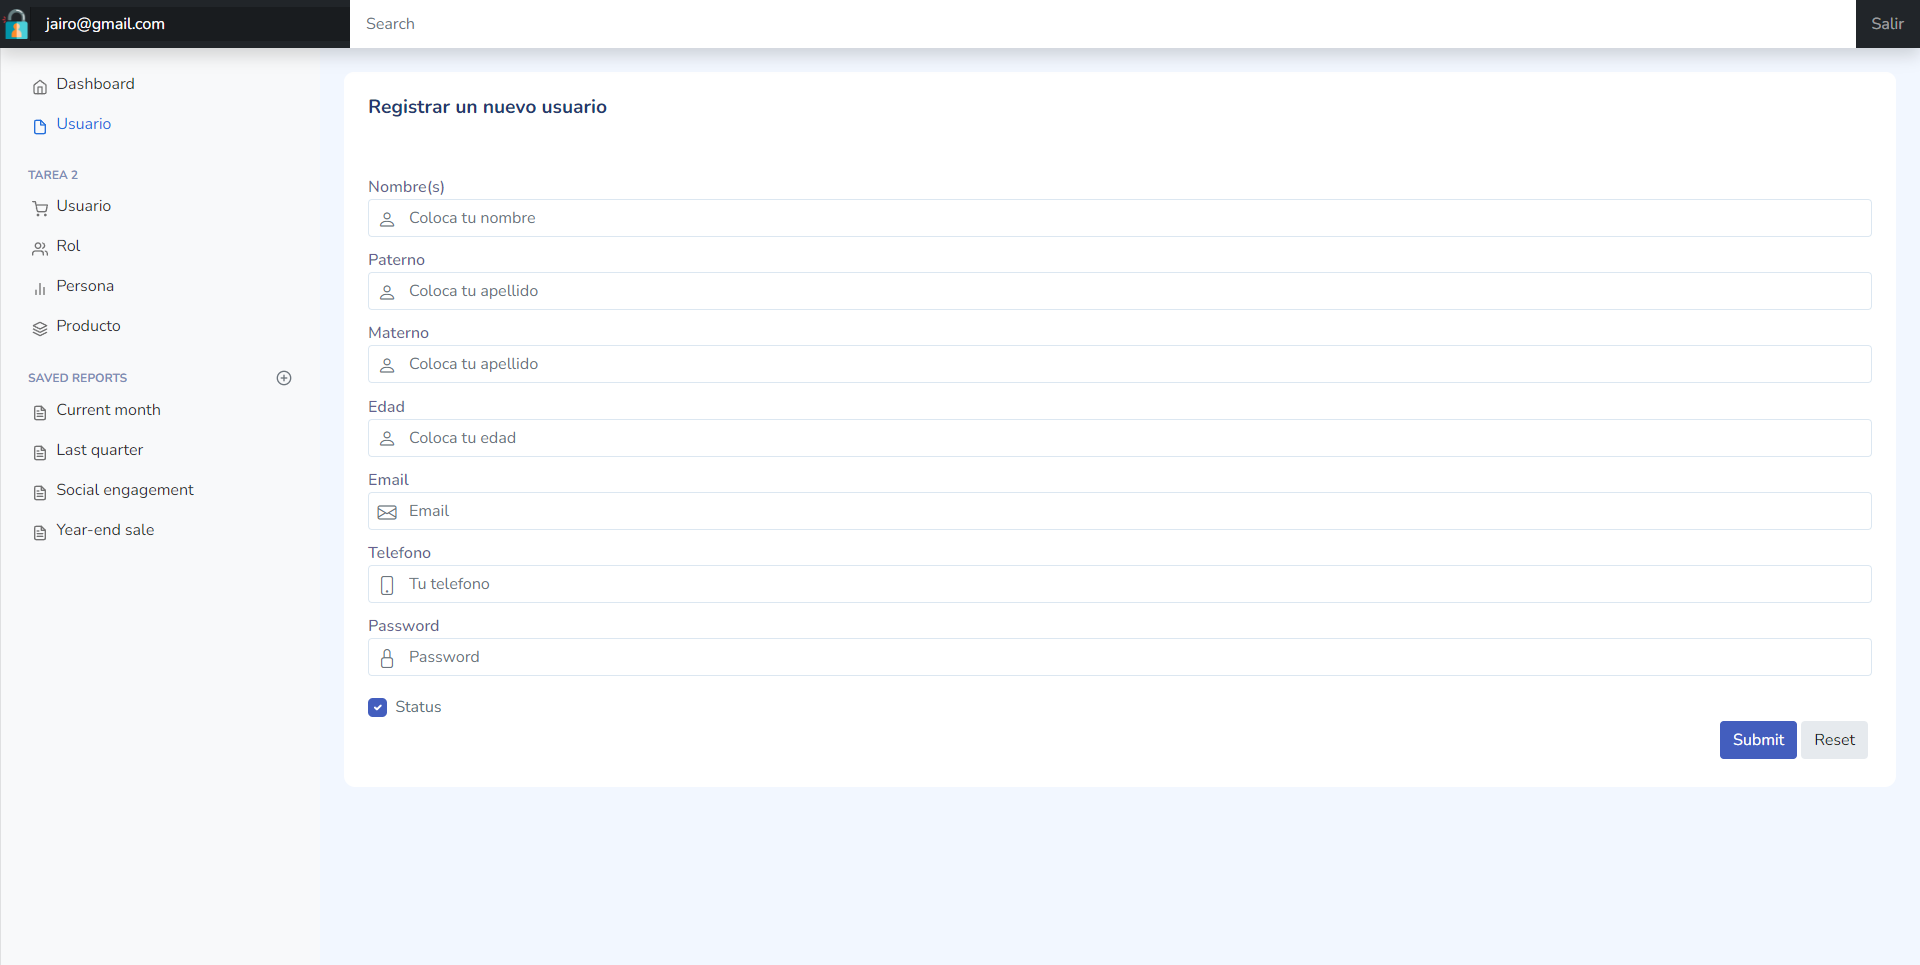 jairo@gmail.com
Search
Salir
Dashboard
Usuario
TAREA 2
Usuario
Rol
Persona
Producto
SAVED REPORTS
Current month
Last quarter
Social engagement
Year-end sale
Registrar un nuevo usuario
Nombre(s)
Coloca tu nombre
Paterno
Coloca tu apellido
Materno
Coloca tu apellido
Edad
Coloca tu edad
Email
Email
Telefono
Tu telefono
Password
Password
Status
Submit Reset